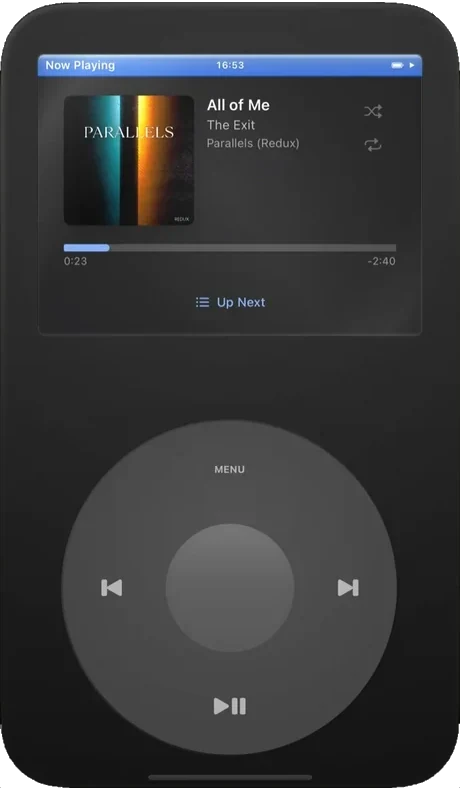 Now Playing 16:53
PARALLELS
REDUX
All of Me
The Exit
Parallels (Redux)
0:23 -2:40
Up Next
MENU